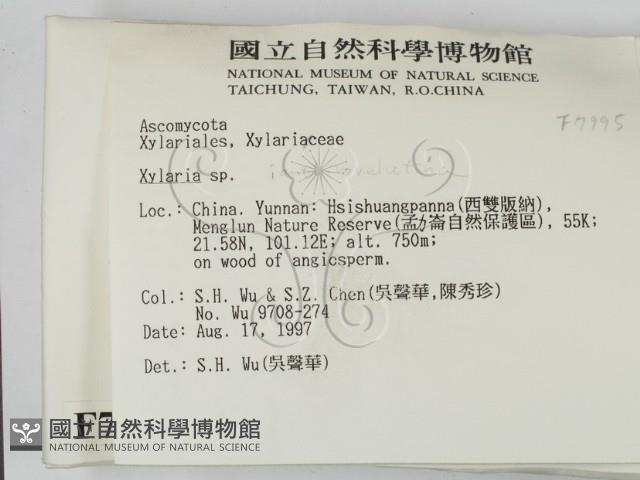 國立自然科學博物館
NATIONAL MUSEUM OF NATURAL SCIENCE
TAICHUNG, TAIWAN, R.O.CHINA
F7995
Ascomycota
Xylariales, Xylariaceae
Xylaria sp.
Loc.: China. Yunnan: Hsishuangpanna(西雙版納),
Menglun Nature Reserve(孟力崙自然保護區), 55K;
21.58N, 101.12E; alt. 750m;
on wood of angicsperm.
Col.: S.H. Wu & S.Z. Chen(吳聲華,陳秀珍)
No. Wu 9708-274
Date: Aug. 17, 1997
Det.: S.H. Wu(吳聲華)
F7
國立自然科學博物館
NATIONAL MUSEUM OF NATURAL SCIENCE